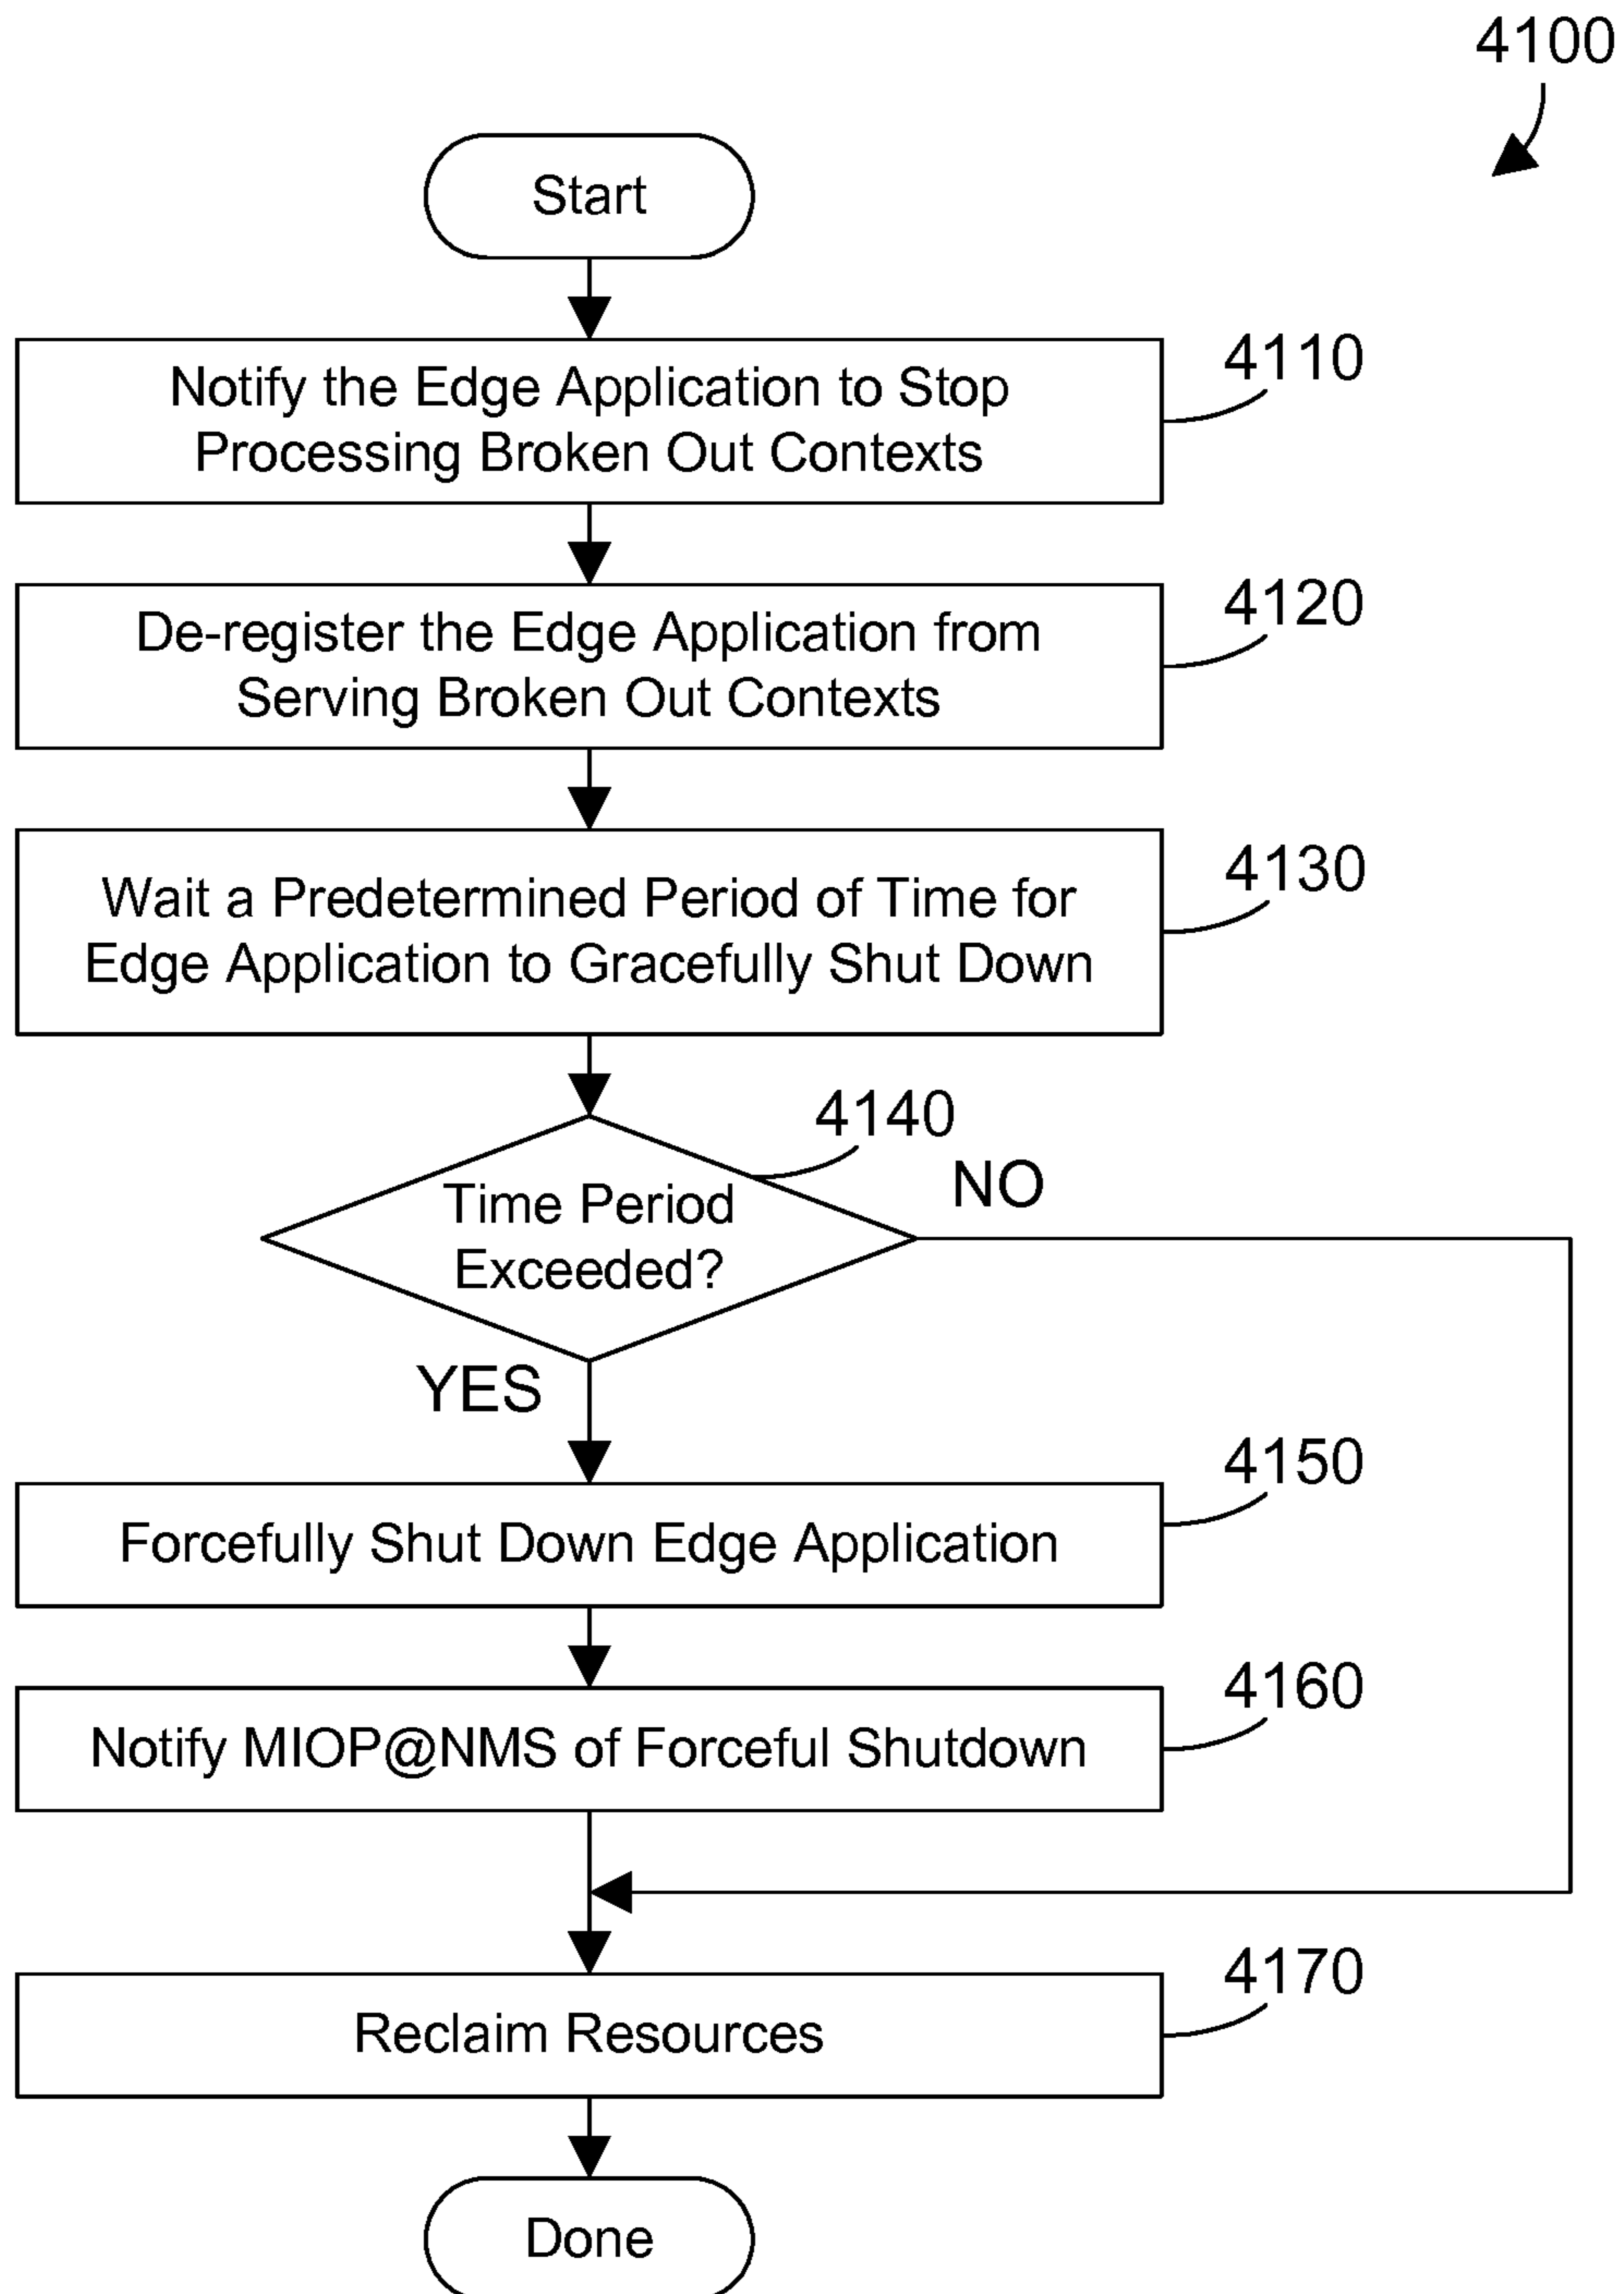 4100
Start
4110
Notify the Edge Application to Stop
Processing Broken Out Contexts
4120
De-register the Edge Application from
Serving Broken Out Contexts
4130
Wait a Predetermined Period of Time for
Edge Application to Gracefully Shut Down
4140
NO
Time Period
Exceeded?
YES
4150
Forcefully Shut Down Edge Application
4160
Notify MIOP@NMS of Forceful Shutdown
4170
Reclaim Resources
Done